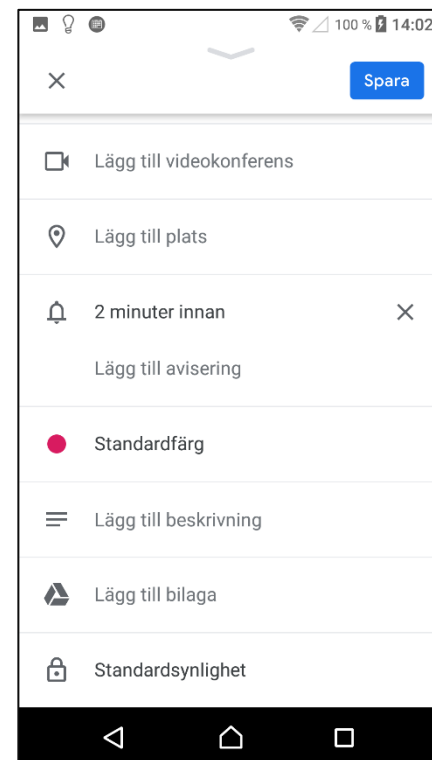 100 % 14:02
Spara
Lägg till videokonferens
Lägg till plats
2 minuter innan
Lägg till avisering
Standardfärg
Lägg till beskrivning
Lägg till bilaga
Standardsynlighet